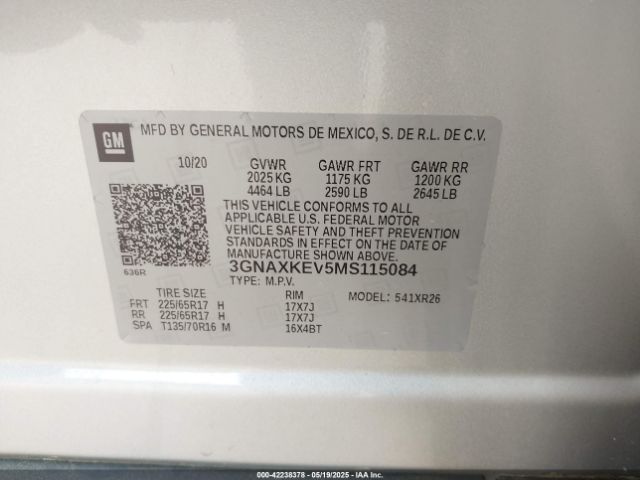 GM
MFD BY GENERAL MOTORS DE MEXICO, S. DE R.L. DE C.V.
10/20 GVWR GAWR FRT GAWR RR
2025 KG 1175 KG 1200 KG
4464 LB 2590 LB 2645 LB
THIS VEHICLE CONFORMS TO ALL
APPLICABLE U.S. FEDERAL MOTOR
VEHICLE SAFETY AND THEFT PREVENTION
STANDARDS IN EFFECT ON THE DATE OF
MANUFACTURE SHOWN ABOVE.
636R
3GNAXKEV5MS115084
TYPE: M.P.V.
TIRE SIZE RIM MODEL: 541XR26
FRT 225/65R17 H 17X7J
RR 225/65R17 H 17X7J
SPA T135/70R16 M 16X4BT
000-42238378 - 05/19/2025 - IAA, Inc.